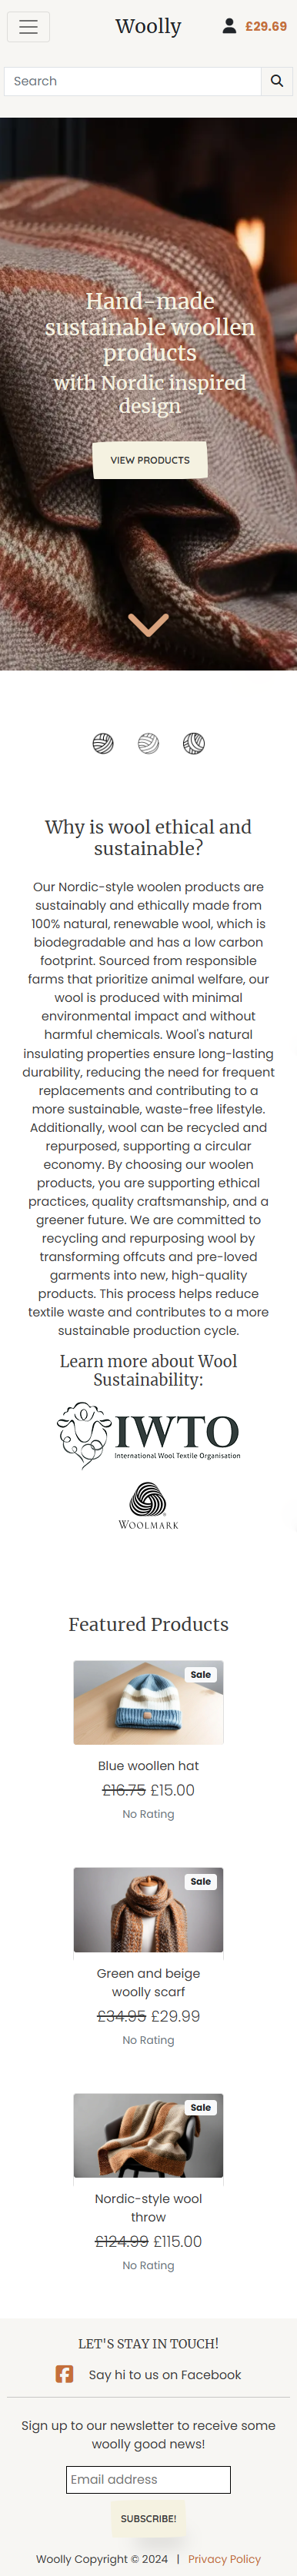 Woolly
£29.69
Search
Hand-made
sustainable woollen
products
with Nordic inspired
design
VIEW PRODUCTS
Why is wool ethical and
sustainable?
Our Nordic-style woolen products are
sustainably and ethically made from
100% natural, renewable wool, which is
biodegradable and has a low carbon
footprint. Sourced from responsible
farms that prioritize animal welfare, our
wool is produced with minimal
environmental impact and without
harmful chemicals. Wool's natural
insulating properties ensure long-lasting
durability, reducing the need for frequent
replacements and contributing to a
more sustainable, waste-free lifestyle.
Additionally, wool can be recycled and
repurposed, supporting a circular
economy. By choosing our woolen
products, you are supporting ethical
practices, quality craftsmanship, and a
greener future. We are committed to
recycling and repurposing wool by
transforming offcuts and pre-loved
garments into new, high-quality
products. This process helps reduce
textile waste and contributes to a more
sustainable production cycle.
Learn more about Wool
Sustainability:
IWTO
International Wool Textile Organisation
WOOLMARK
Featured Products
Sale
Blue woollen hat
£16.75 £15.00
No Rating
Sale
Green and beige
woolly scarf
£34.95 £29.99
No Rating
Sale
Nordic-style wool
throw
£124.99 £115.00
No Rating
LET'S STAY IN TOUCH!
Say hi to us on Facebook
Sign up to our newsletter to receive some
woolly good news!
Email address
SUBSCRIBE!
Woolly Copyright © 2024 | Privacy Policy